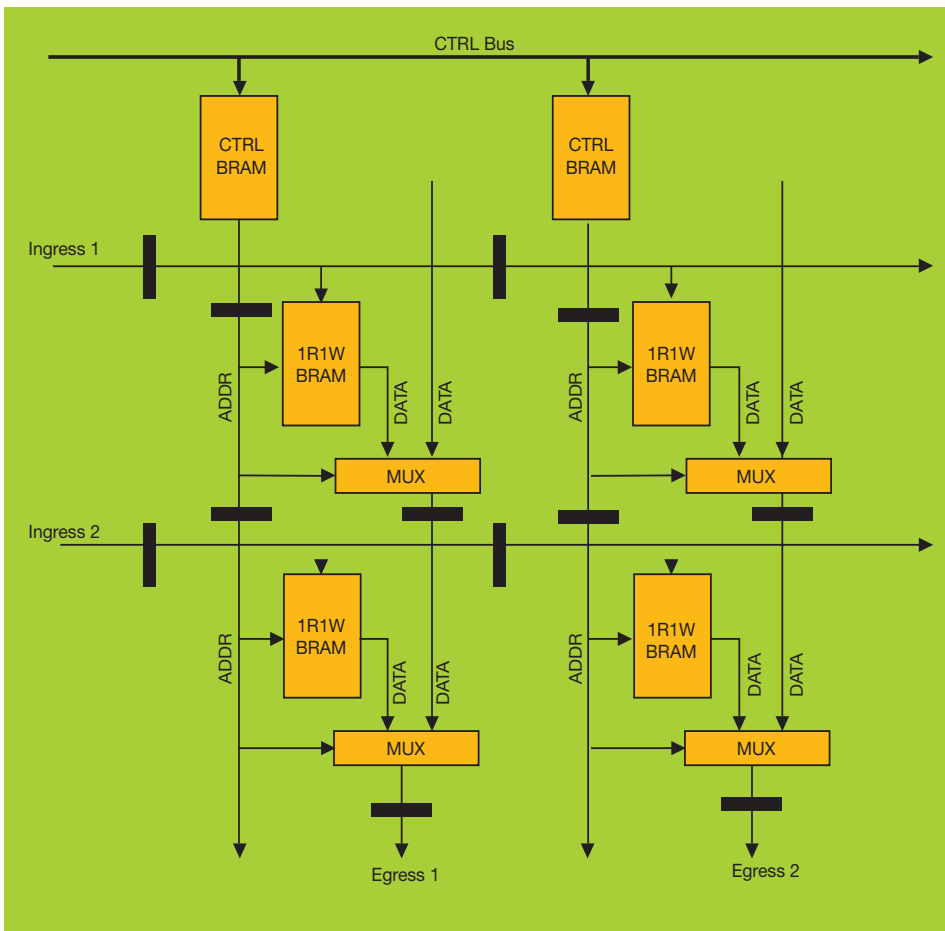 CTRL Bus
CTRL
BRAM
CTRL
BRAM
Ingress 1
1R1W
BRAM
1R1W
BRAM
ADDR
DATA
DATA
ADDR
DATA
DATA
MUX
MUX
Ingress 2
1R1W
BRAM
1R1W
BRAM
ADDR
DATA
DATA
ADDR
DATA
DATA
MUX
MUX
Egress 1
Egress 2